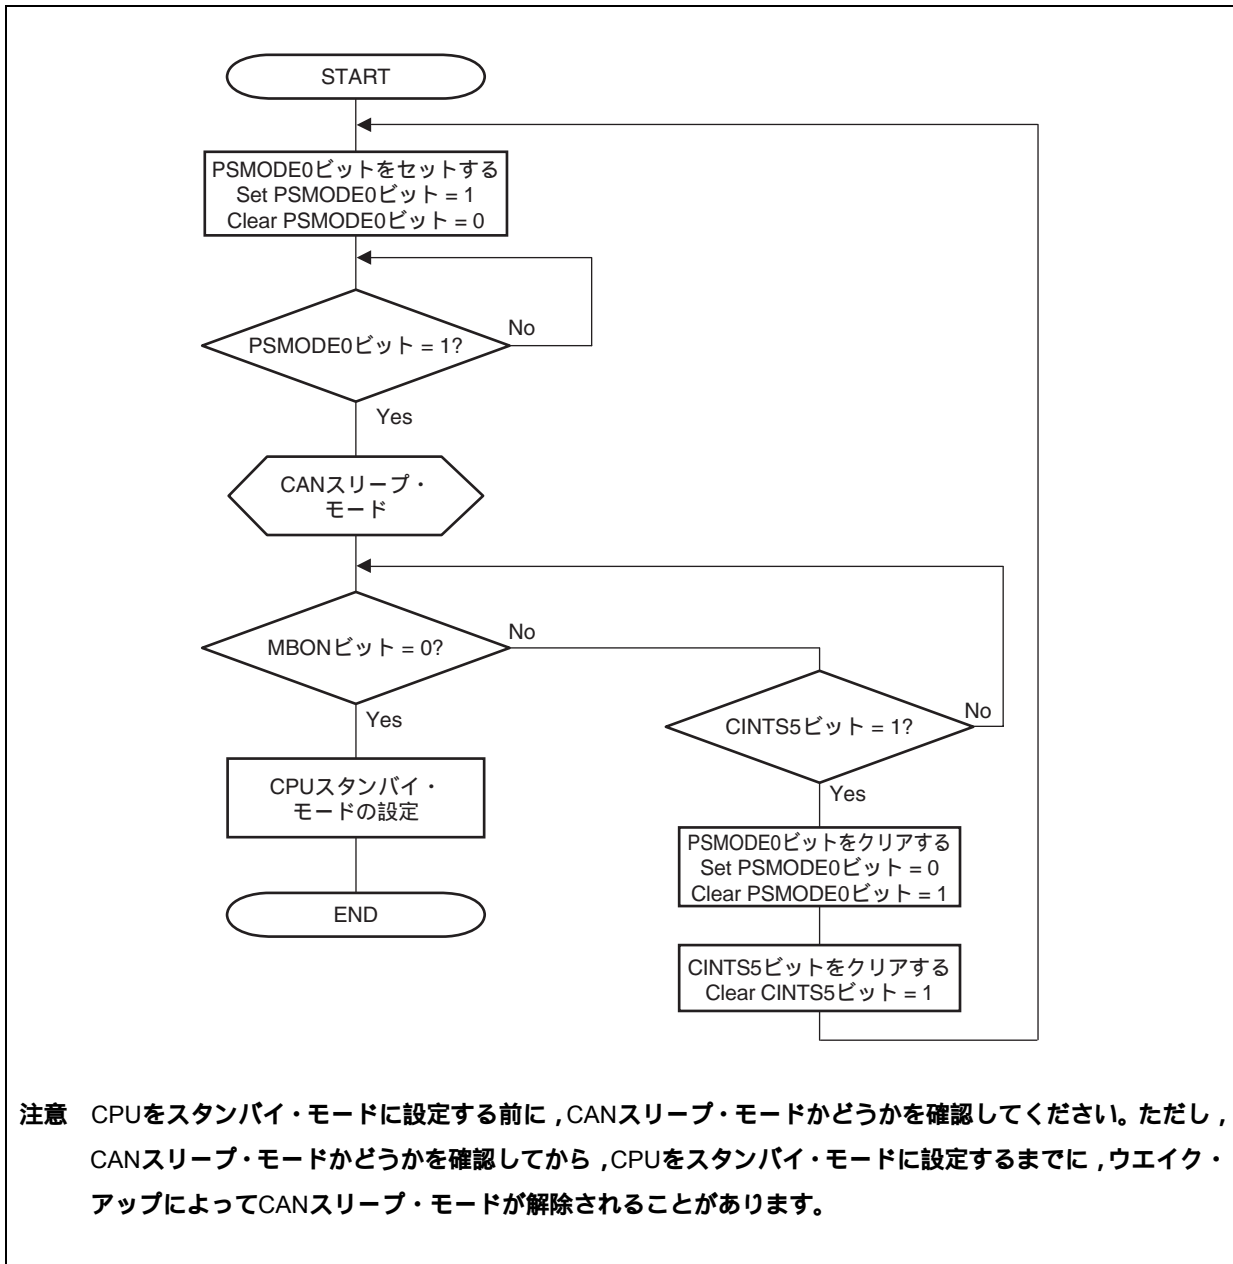 START
PSMODE0ビットをセットする
Set PSMODE0ビット = 1
Clear PSMODE0ビット = 0
PSMODE0ビット = 1?
No
Yes
CANスリープ・
モード
MBONビット = 0?
No
Yes
CINTS5ビット = 1?
No
Yes
CPUスタンバイ・
モードの設定
PSMODE0ビットをクリアする
Set PSMODE0ビット = 0
Clear PSMODE0ビット = 1
END
CINTS5ビットをクリアする
Clear CINTS5ビット = 1
注意 CPUをスタンバイ・モードに設定する前に，CANスリープ・モードかどうかを確認してください。ただし，
CANスリープ・モードかどうかを確認してから，CPUをスタンバイ・モードに設定するまでに，ウエイク・
アップによってCANスリープ・モードが解除されることがあります。